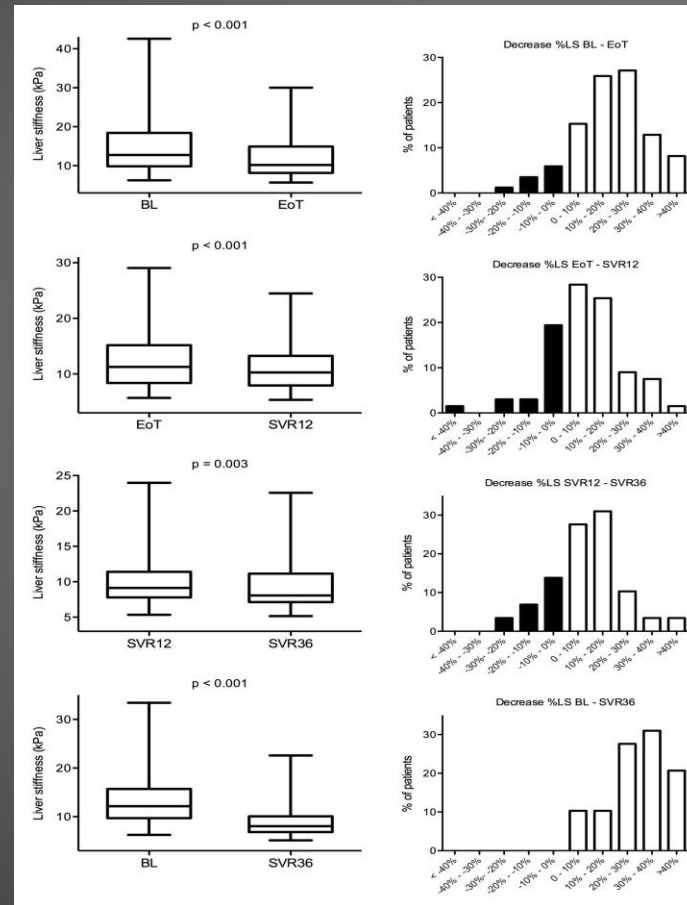 p < 0.001
Liver stiffness (kPa)
40
30
20
10
BL
EoT
Decrease %LS BL - EoT
% of patients
30
20
10
0
< -40%
-40% - -30%
-30% - -20%
-20% - -10%
-10% - 0%
0 - 10%
10% - 20%
20% - 30%
30% - 40%
>40%
p < 0.001
Liver stiffness (kPa)
30
20
10
EoT
SVR12
Decrease %LS EoT - SVR12
% of patients
30
20
10
0
< -40%
-40% - -30%
-30% - -20%
-20% - -10%
-10% - 0%
0 - 10%
10% - 20%
20% - 30%
30% - 40%
>40%
p = 0.003
Liver stiffness (kPa)
25
20
15
10
5
SVR12
SVR36
Decrease %LS SVR12 - SVR36
% of patients
30
20
10
0
< -40%
-40% - -30%
-30% - -20%
-20% - -10%
-10% - 0%
0 - 10%
10% - 20%
20% - 30%
30% - 40%
>40%
p < 0.001
Liver stiffness (kPa)
30
20
10
BL
SVR36
Decrease %LS BL - SVR36
% of patients
30
20
10
0
< -40%
-40% - -30%
-30% - -20%
-20% - -10%
-10% - 0%
0 - 10%
10% - 20%
20% - 30%
30% - 40%
>40%